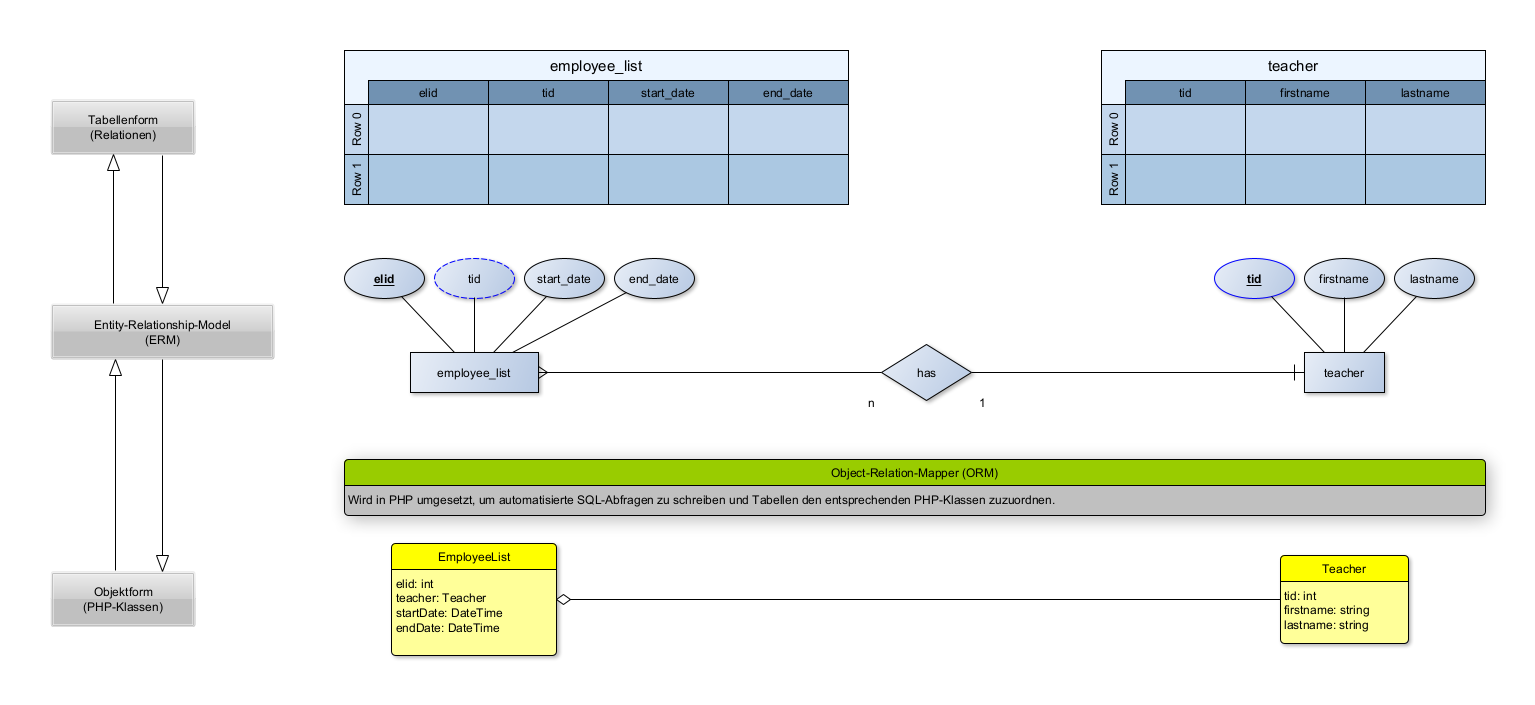 Tabellenform
(Relationen)
Entity-Relationship-Model
(ERM)
Objektform
(PHP-Klassen)
employee_list
elid tid start_date end_date
Row 0
Row 1
teacher
tid firstname lastname
Row 0
Row 1
elid tid start_date end_date
tid firstname lastname
employee_list has teacher
n 1
Object-Relation-Mapper (ORM)
Wird in PHP umgesetzt, um automatisierte SQL-Abfragen zu schreiben und Tabellen den entsprechenden PHP-Klassen zuzuordnen.
EmployeeList
elid: int
teacher: Teacher
startDate: DateTime
endDate: DateTime
Teacher
tid: int
firstname: string
lastname: string